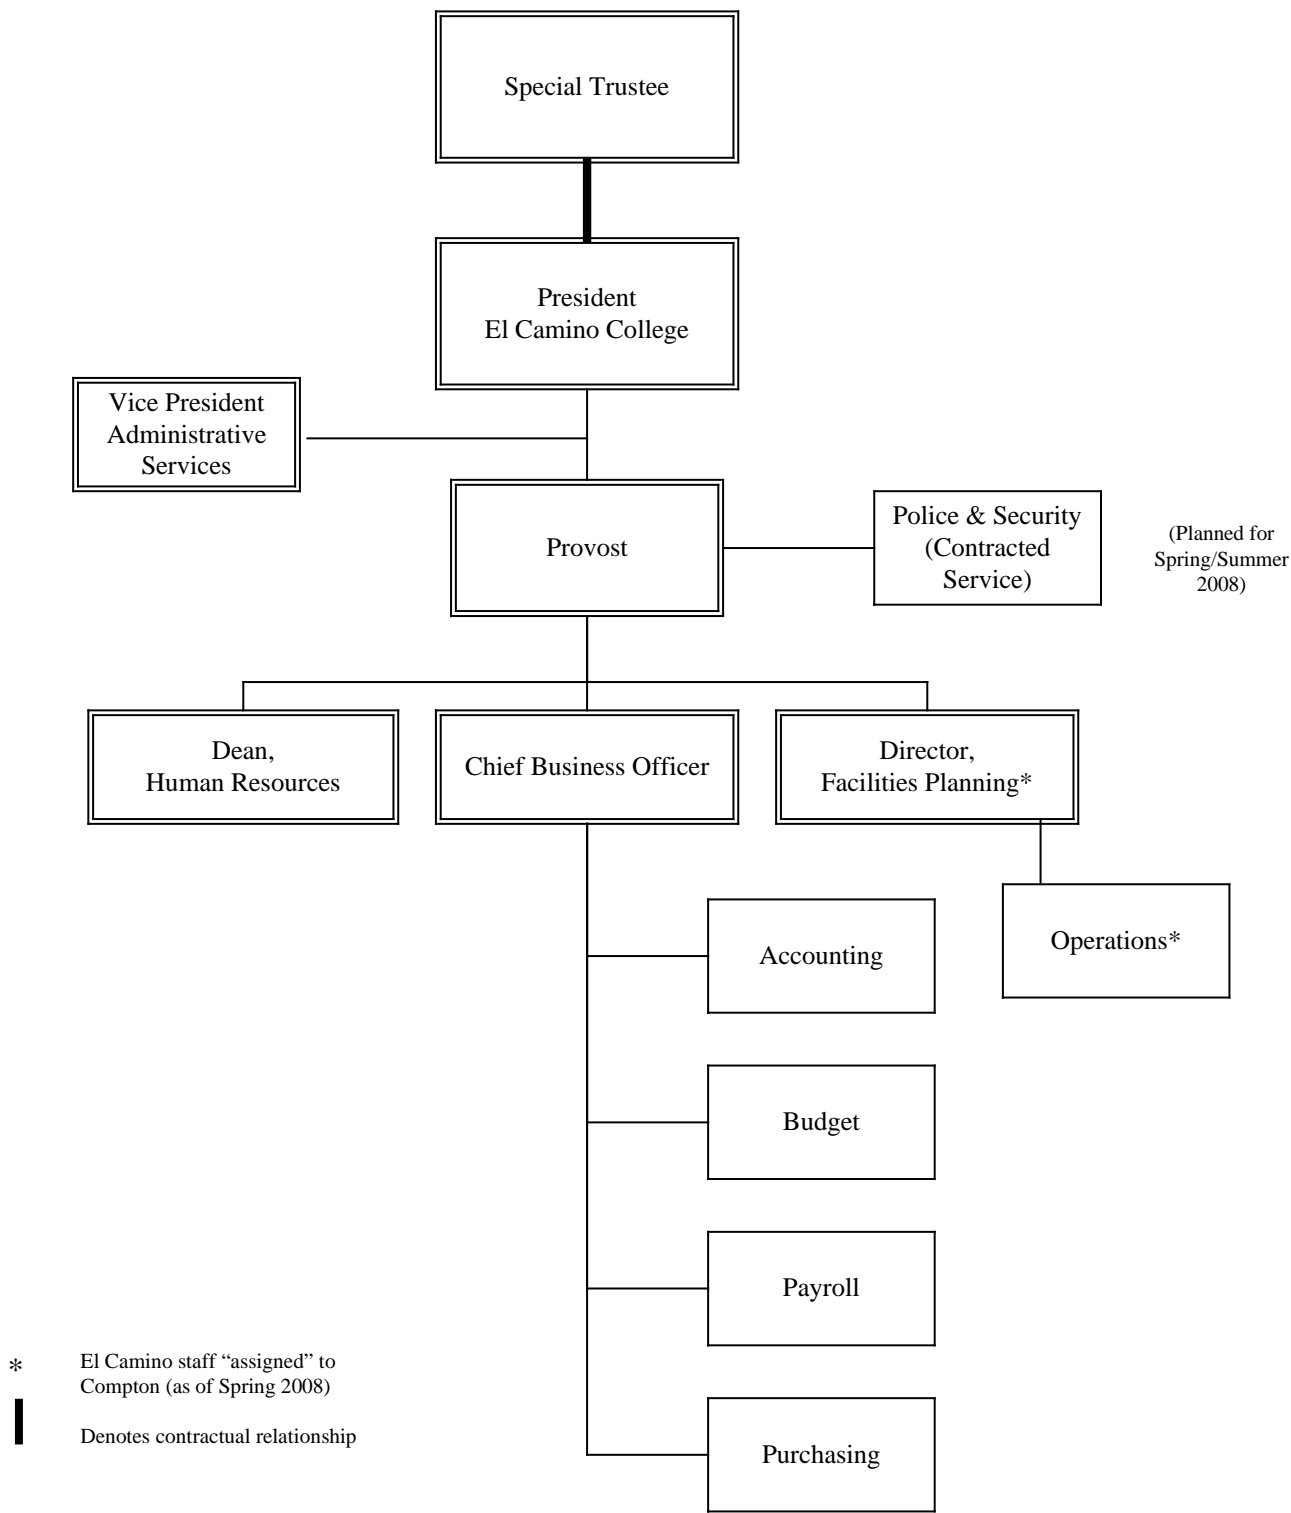 Special Trustee
President
El Camino College
Vice President
Administrative
Services
Provost
Police & Security
(Contracted
Service)
(Planned for
Spring/Summer
2008)
Dean,
Human Resources
Chief Business Officer
Director,
Facilities Planning*
Operations*
Accounting
Budget
Payroll
Purchasing
* El Camino staff “assigned” to
Compton (as of Spring 2008)
Denotes contractual relationship